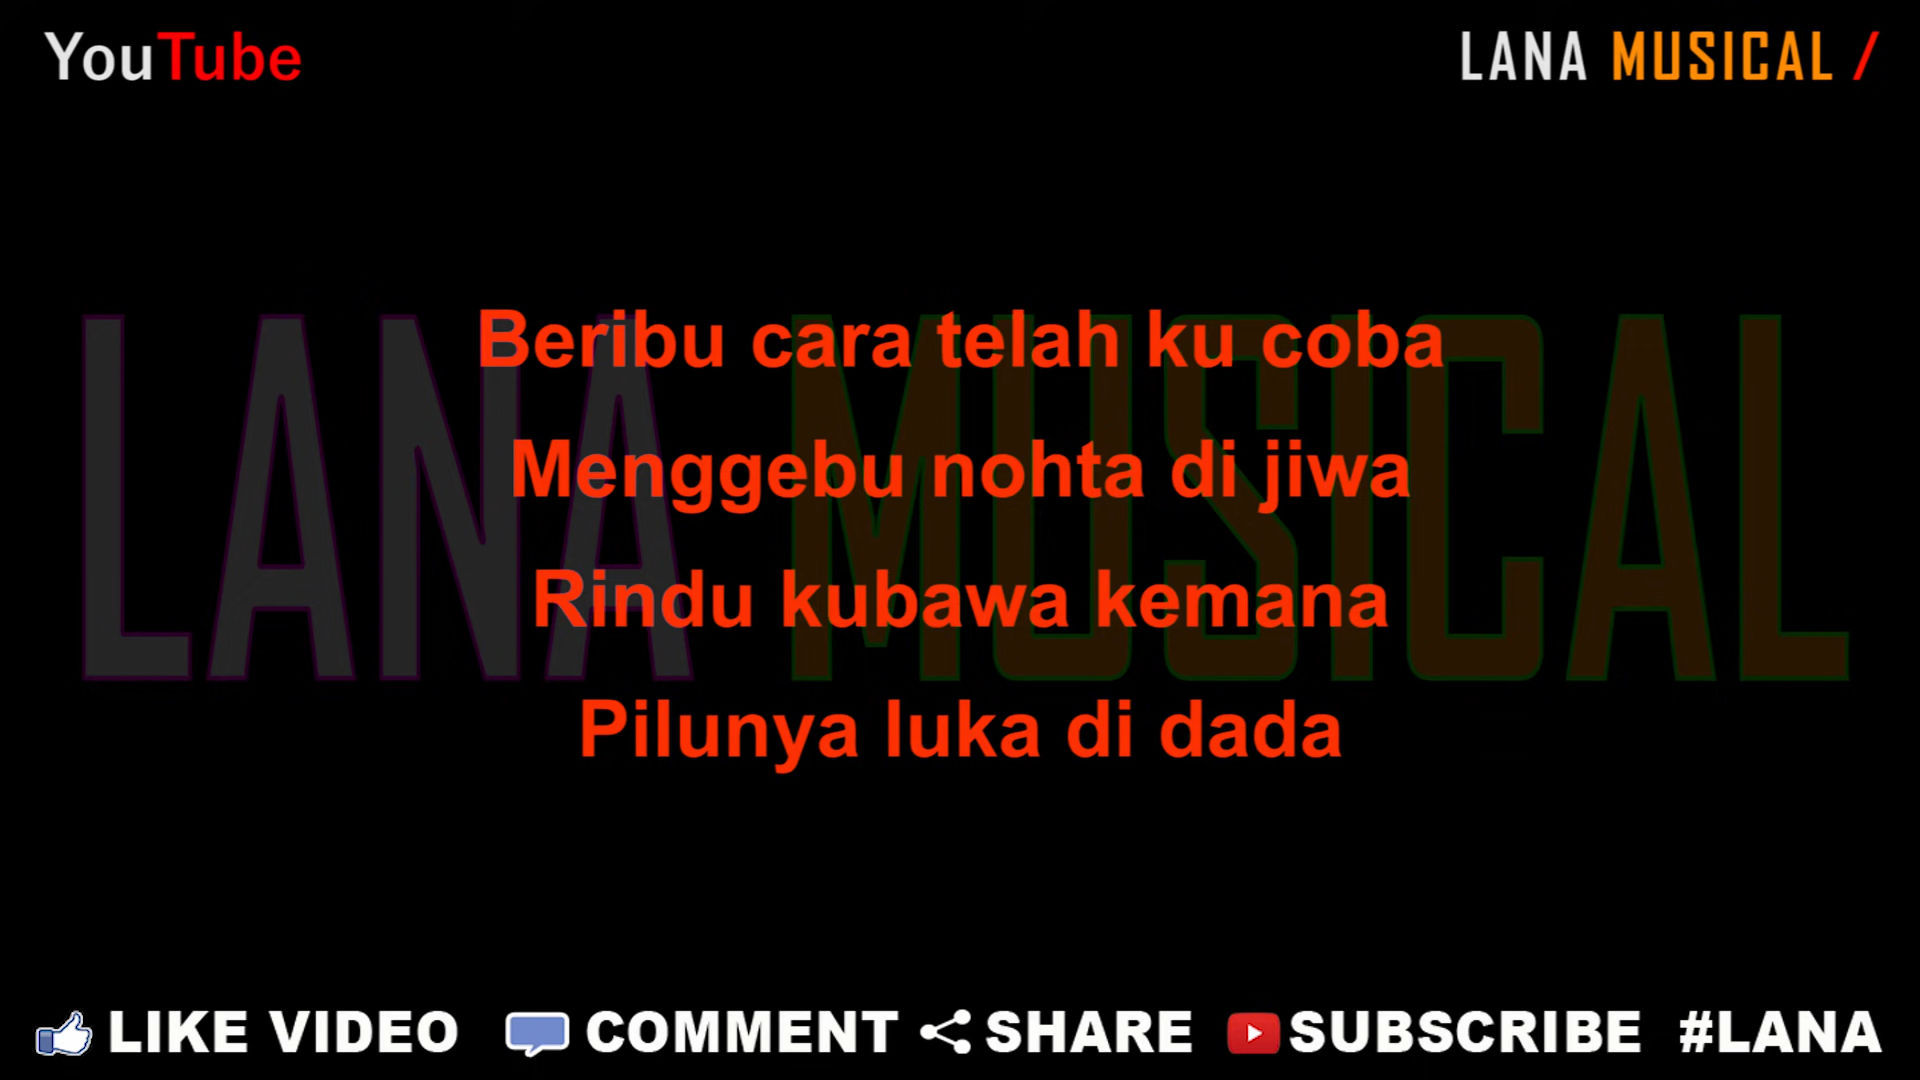 YouTube
LANA MUSICAL /
LANA MUSICAL
Beribu cara telah ku coba
Menggebu nohta di jiwa
Rindu kubawa kemana
Pilunya luka di dada
LIKE VIDEO COMMENT SHARE SUBSCRIBE #LANA